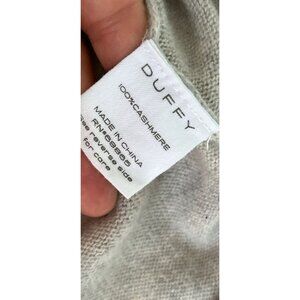 DUFFY
100%CASHMERE
MADE IN CHINA
RN#69865
See reverse side
for care